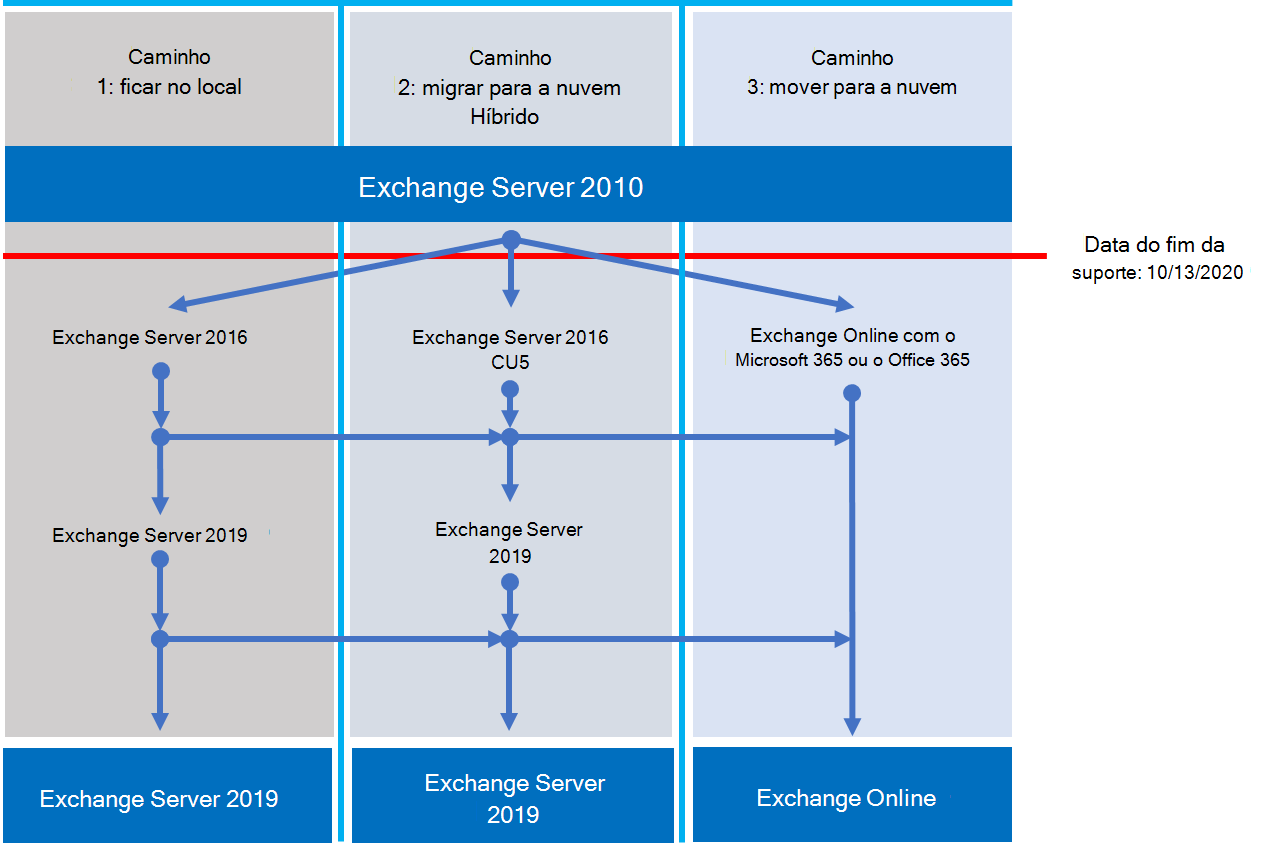 Caminho
1: ficar no local
Caminho
2: migrar para a nuvem
Híbrido
Caminho
3: mover para a nuvem
Exchange Server 2010
Data do fim da
suporte: 10/13/2020
Exchange Server 2016
Exchange Server 2016
CU5
Exchange Online com o
Microsoft 365 ou o Office 365
Exchange Server 2019
Exchange Server
2019
Exchange Server 2019
Exchange Server
2019
Exchange Online